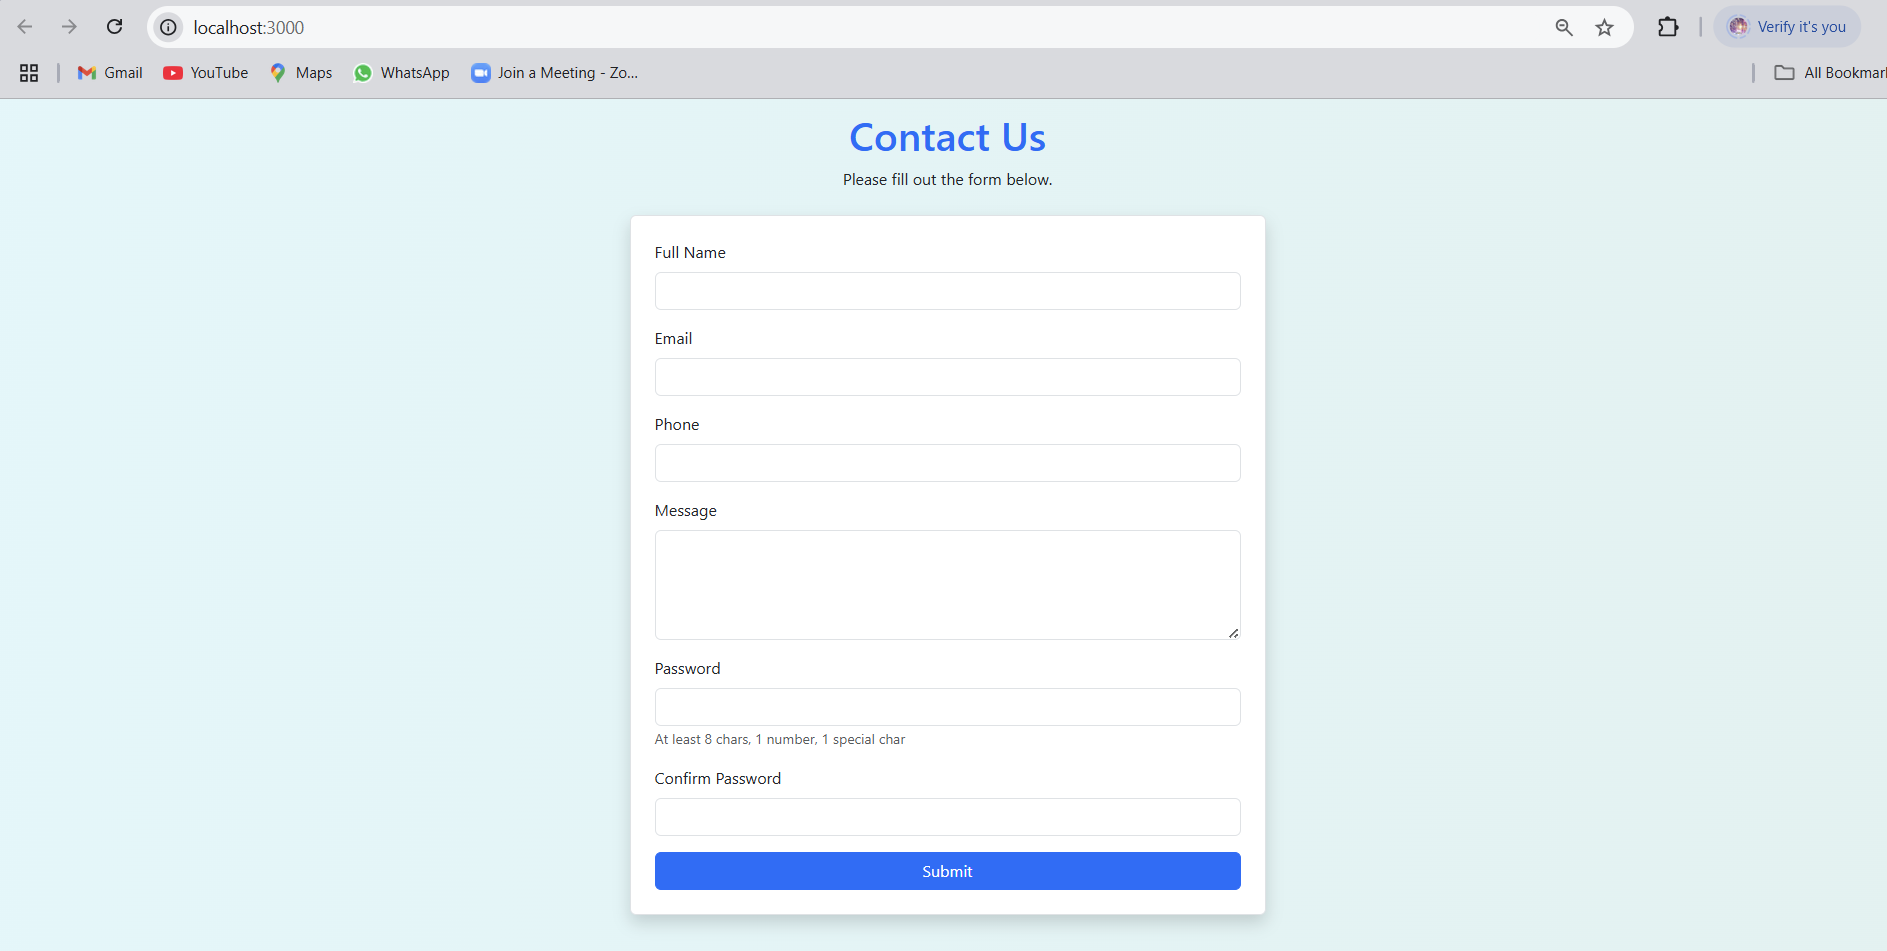 localhost:3000
Verify it's you
Gmail
YouTube
Maps
WhatsApp
Join a Meeting - Zo...
All Bookmar
Contact Us
Please fill out the form below.
Full Name
Email
Phone
Message
Password
At least 8 chars, 1 number, 1 special char
Confirm Password
Submit